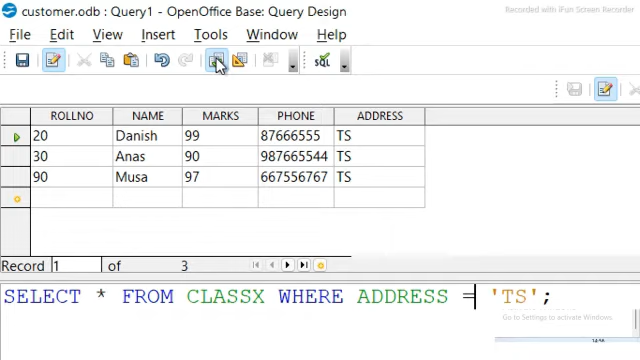 customer.odb : Query1 - OpenOffice Base: Query Design
Recorded with iFun Screen Recorder
File Edit View Insert Tools Window Help
SQL
ROLLNO NAME MARKS PHONE ADDRESS
20 Danish 99 87666555 TS
30 Anas 90 987665544 TS
90 Musa 97 667556767 TS
Record 1 of 3
SELECT * FROM CLASSX WHERE ADDRESS = 'TS';
Activate Windows
Go to Settings to activate Windows.